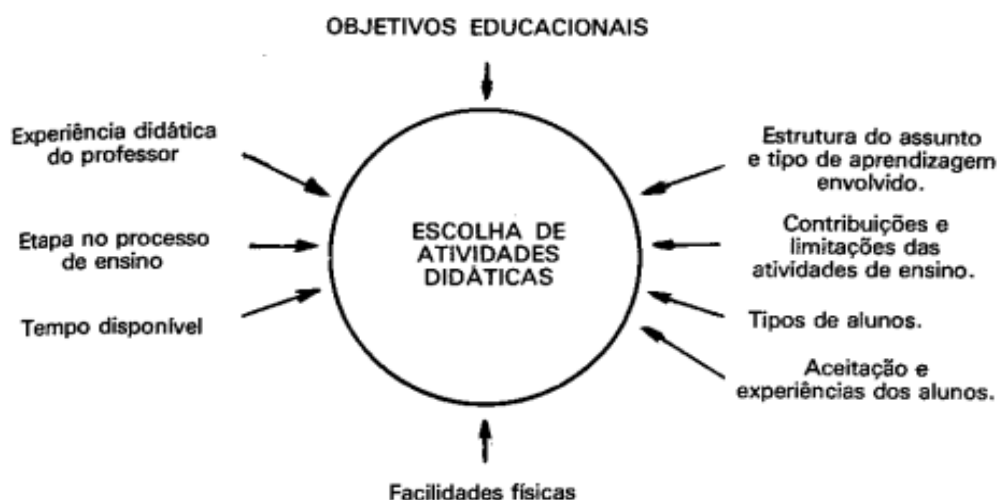 OBJETIVOS EDUCACIONAIS
Experiência didática
do professor
Etapa no processo
de ensino
Tempo disponível
ESCOLHA DE
ATIVIDADES
DIDÁTICAS
Estrutura do assunto
e tipo de aprendizagem
envolvido.
Contribuições e
limitações das
atividades de ensino.
Tipos de alunos.
Aceitação e
experiências dos alunos.
Facilidades físicas